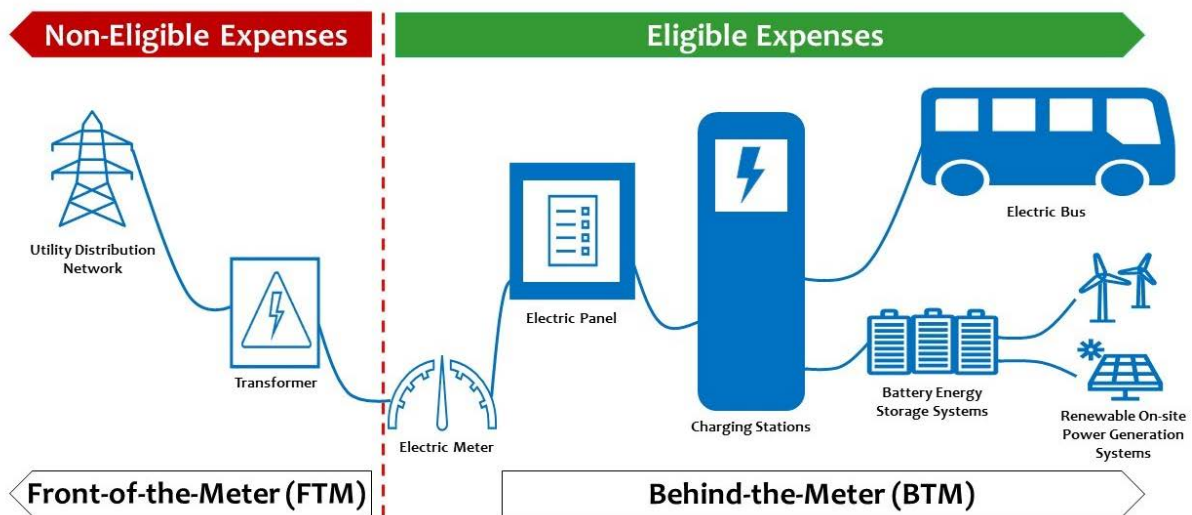 Non-Eligible Expenses
Eligible Expenses
Utility Distribution
Network
Transformer
Electric Meter
Electric Panel
Charging Stations
Electric Bus
Battery Energy
Storage Systems
Renewable On-site
Power Generation
Systems
Front-of-the-Meter (FTM)
Behind-the-Meter (BTM)